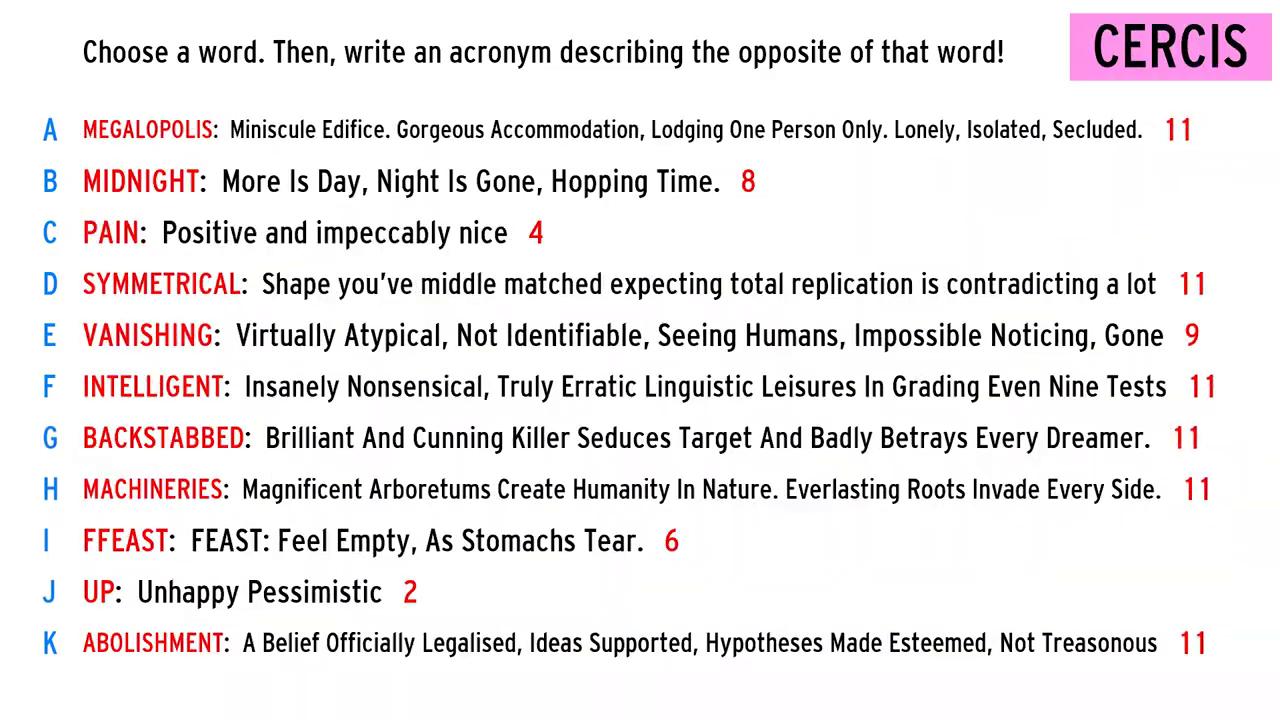 Choose a word. Then, write an acronym describing the opposite of that word!
CERCIS
A MEGALOPOLIS: Miniscule Edifice. Gorgeous Accommodation, Lodging One Person Only. Lonely, Isolated, Secluded. 11
B MIDNIGHT: More Is Day, Night Is Gone, Hopping Time. 8
C PAIN: Positive and impeccably nice 4
D SYMMETRICAL: Shape you've middle matched expecting total replication is contradicting a lot 11
E VANISHING: Virtually Atypical, Not Identifiable, Seeing Humans, Impossible Noticing, Gone 9
F INTELLIGENT: Insanely Nonsensical, Truly Erratic Linguistic Leisures In Grading Even Nine Tests 11
G BACKSTABBED: Brilliant And Cunning Killer Seduces Target And Badly Betrays Every Dreamer. 11
H MACHINERIES: Magnificent Arboretums Create Humanity In Nature. Everlasting Roots Invade Every Side. 11
I FFEAST: FEAST: Feel Empty, As Stomachs Tear. 6
J UP: Unhappy Pessimistic 2
K ABOLISHMENT: A Belief Officially Legalised, Ideas Supported, Hypotheses Made Esteemed, Not Treasonous 11